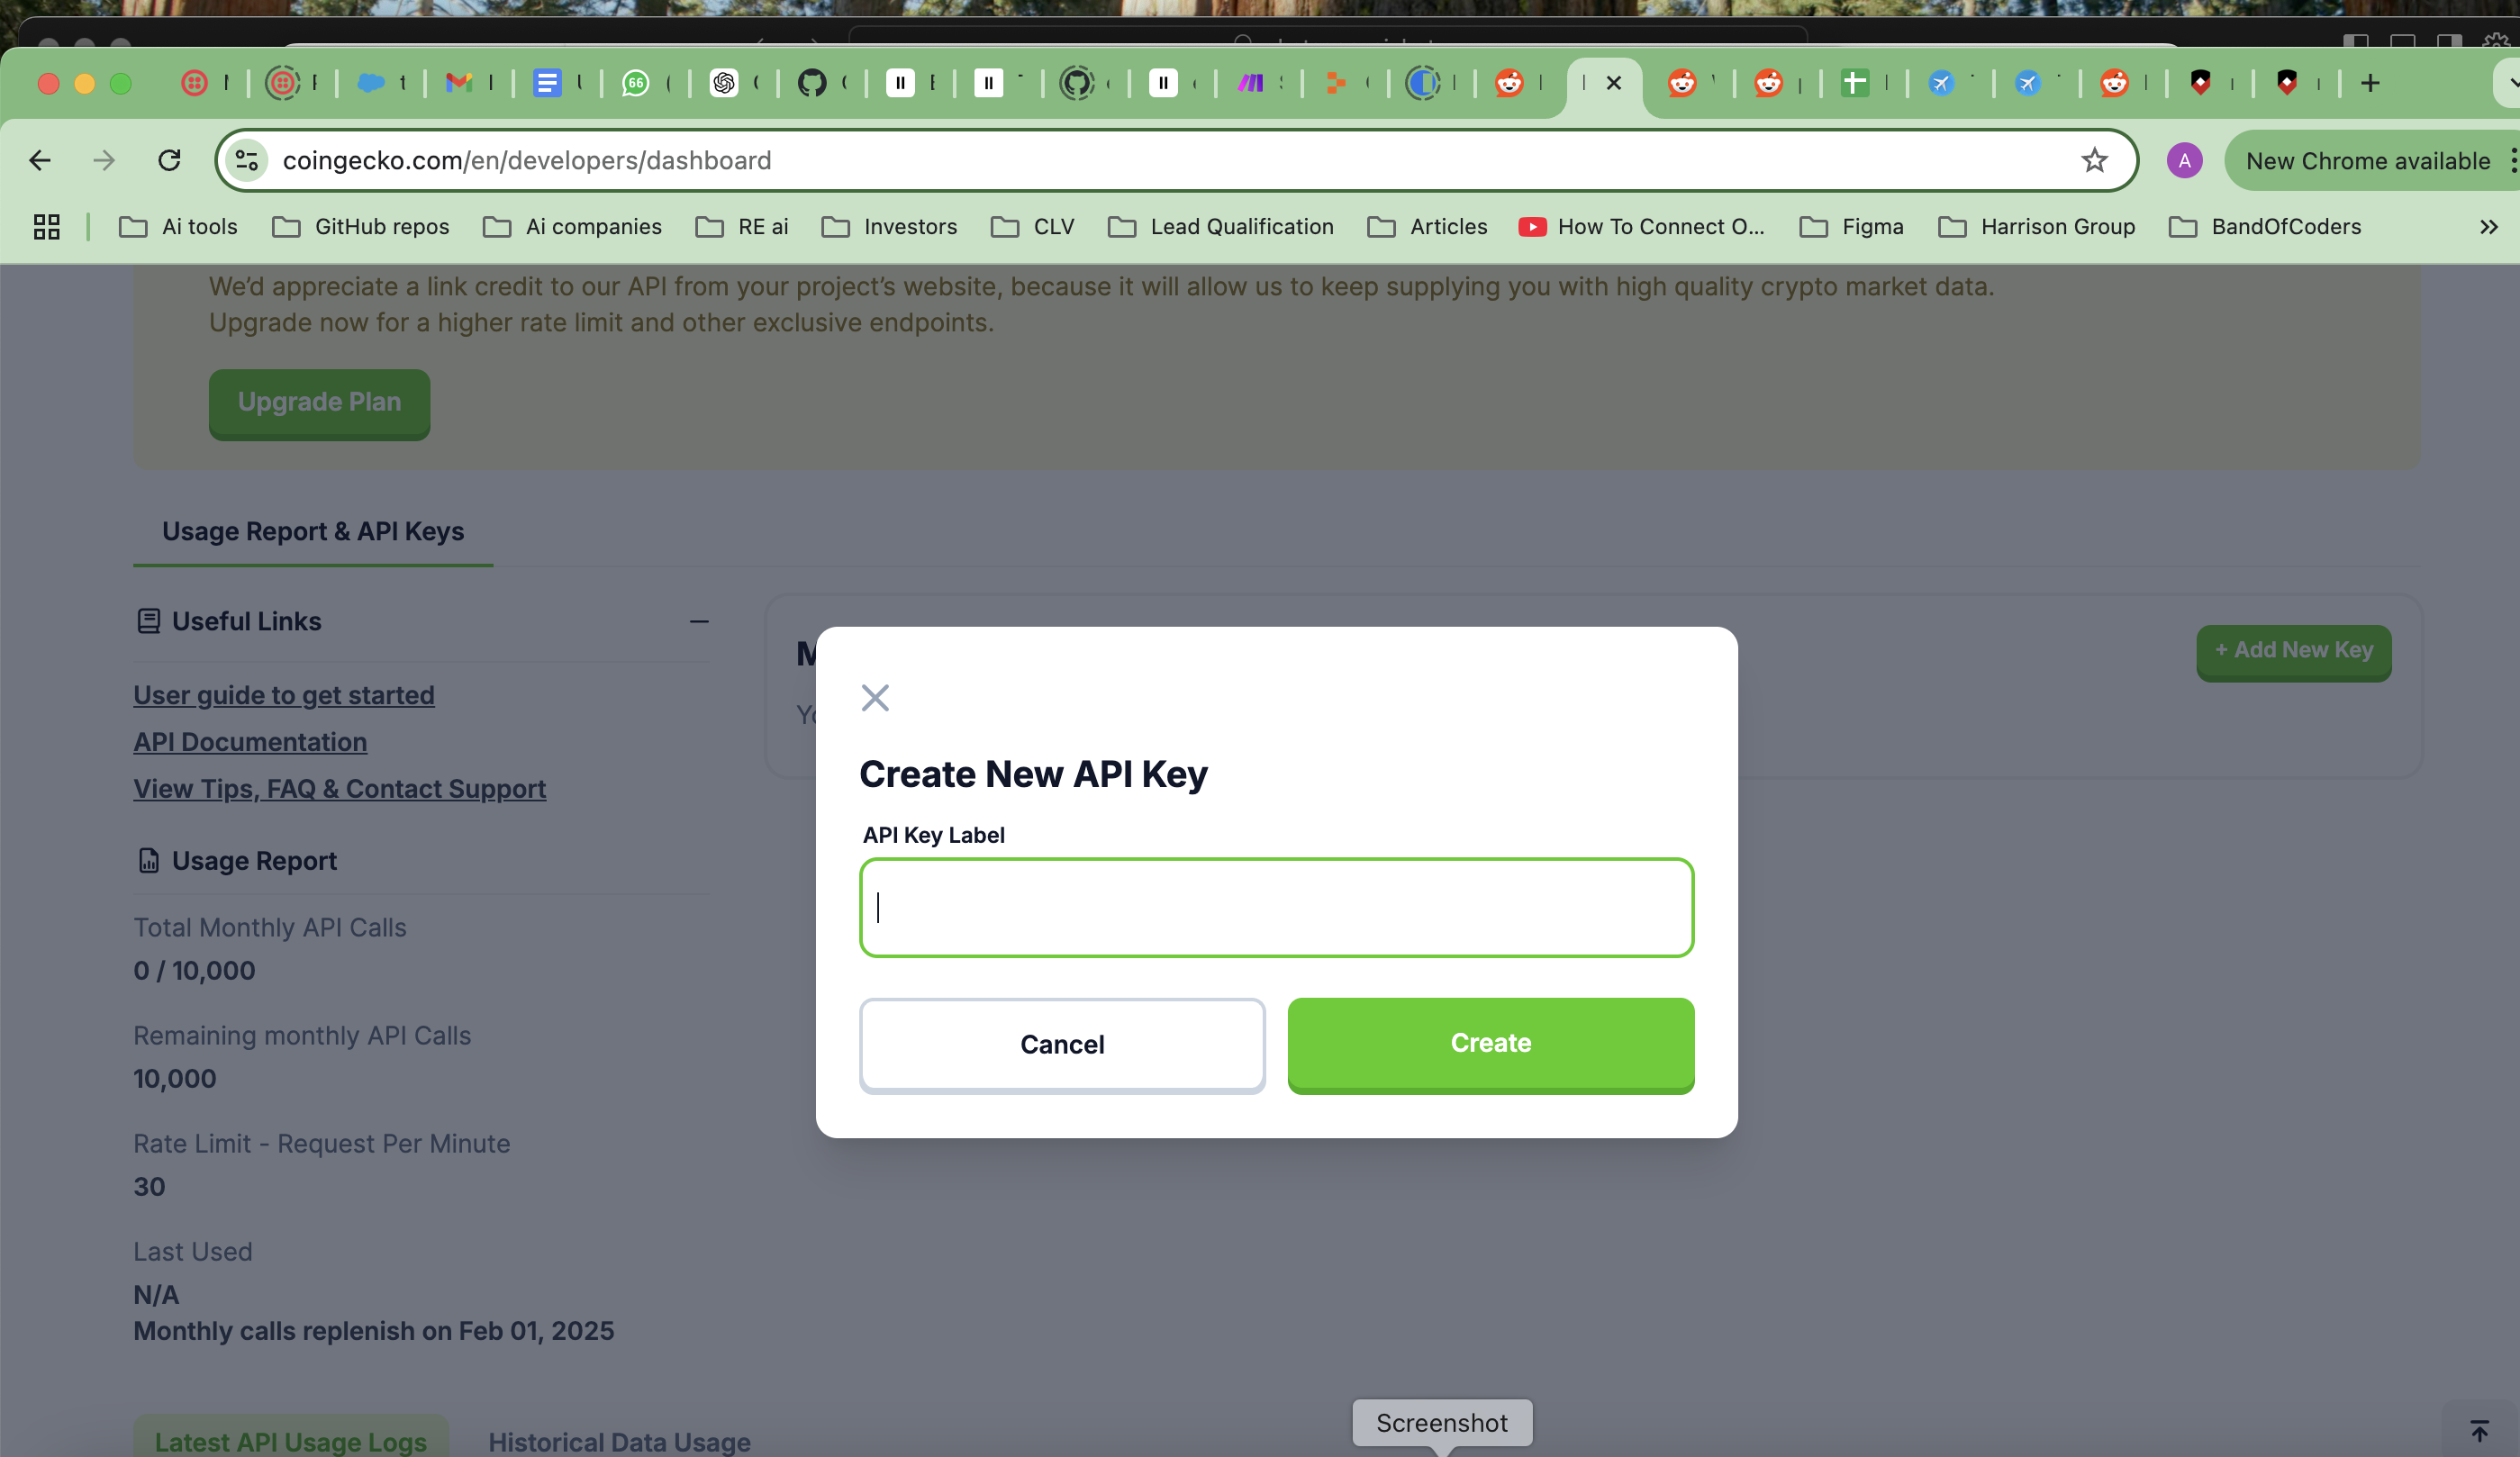 66
coingecko.com/en/developers/dashboard
A
New Chrome available
Ai tools
GitHub repos
Ai companies
RE ai
Investors
CLV
Lead Qualification
Articles
How To Connect O...
Figma
Harrison Group
BandOfCoders
We’d appreciate a link credit to our API from your project’s website, because it will allow us to keep supplying you with high quality crypto market data.
Upgrade now for a higher rate limit and other exclusive endpoints.
Upgrade Plan
Usage Report & API Keys
Useful Links
User guide to get started
API Documentation
View Tips, FAQ & Contact Support
Usage Report
Total Monthly API Calls
0 / 10,000
Remaining monthly API Calls
10,000
Rate Limit - Request Per Minute
30
Last Used
N/A
Monthly calls replenish on Feb 01, 2025
Latest API Usage Logs
Historical Data Usage
+ Add New Key
Create New API Key
API Key Label
Cancel
Create
Screenshot